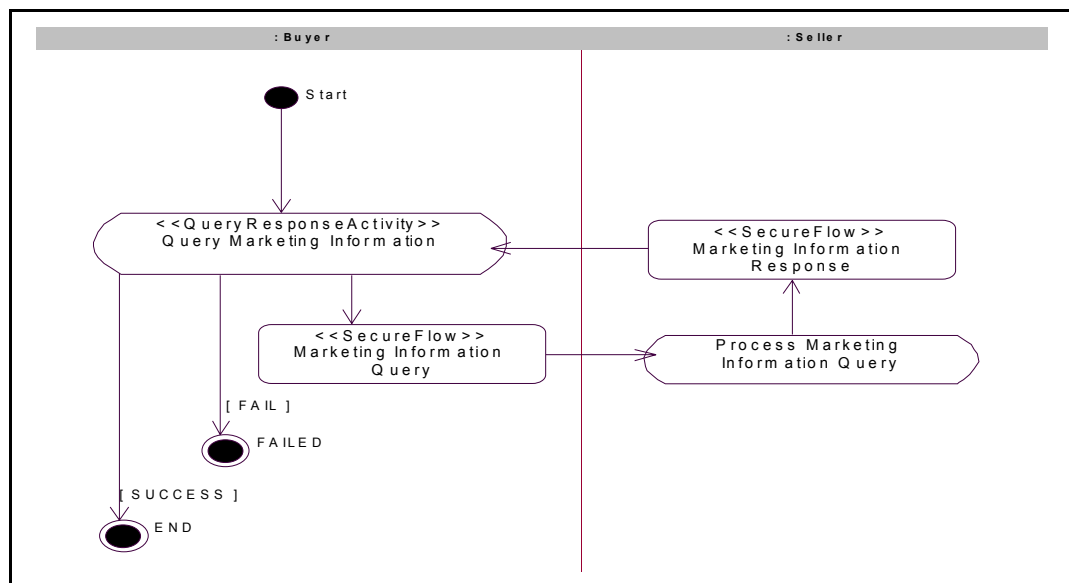 : Buyer
: Seller
Start
<<QueryResponseActivity>>
Query Marketing Information
<<SecureFlow>>
Marketing Information
Response
<<SecureFlow>>
Marketing Information
Query
Process Marketing
Information Query
[ FAIL ]
FAILED
[ SUCCESS ]
END